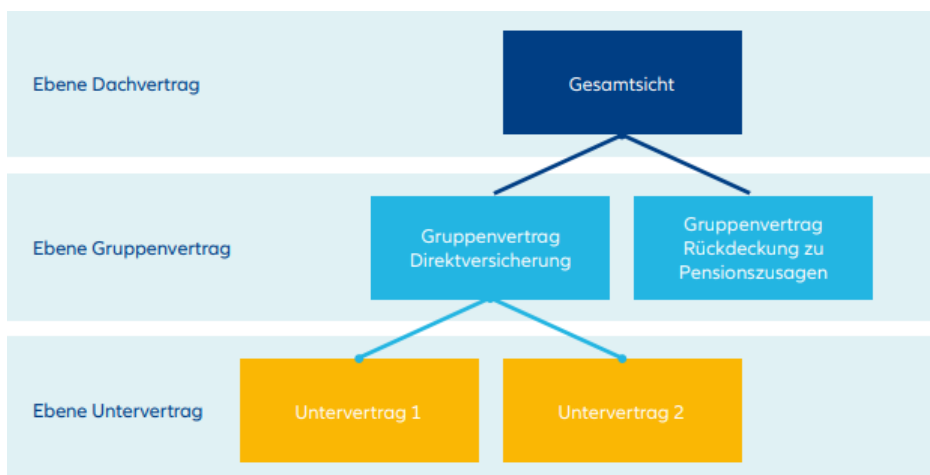 Ebene Dachvertrag
Gesamtsicht
Ebene Gruppenvertrag
Gruppenvertrag
Direktversicherung
Gruppenvertrag
Rückdeckung zu
Pensionszusagen
Ebene Untervertrag
Untervertrag 1
Untervertrag 2